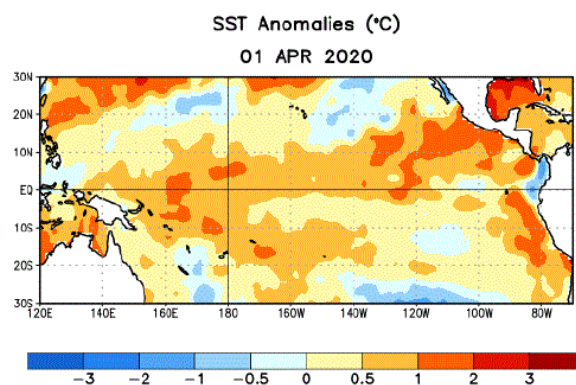 SST Anomalies (°C)
01 APR 2020
30N
20N
10N
EQ
10S
20S
30S
120E 140E 160E 180 160W 140W 120W 100W 80W
-3 -2 -1 -0.5 0 0.5 1 2 3